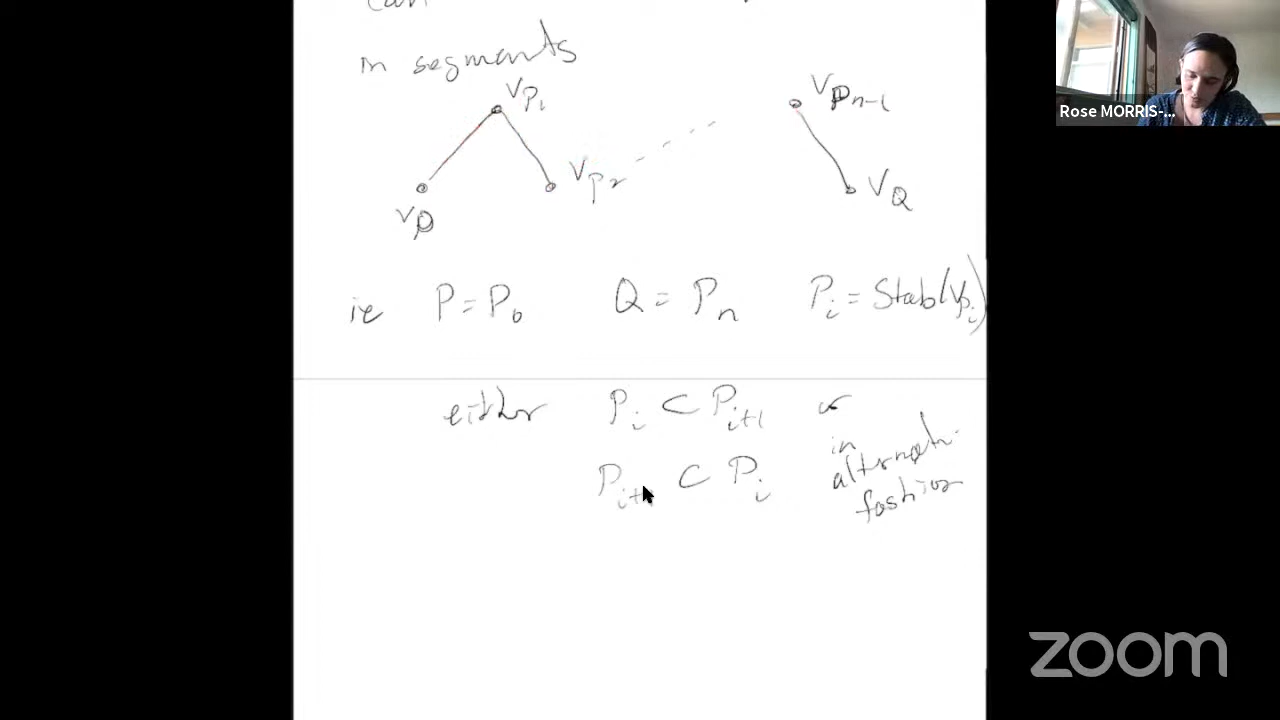 can
in segments
V_{P_1}
V_{P_{n-1}}
V_{P_2}
V_Q
V_P
ie P = P_0 Q = P_n P_i = Stab(V_{P_i})
either P_i ⊂ P_{i+1} or
P_{i+1} ⊂ P_i
in
fashion
Rose MORRIS-...
zoom